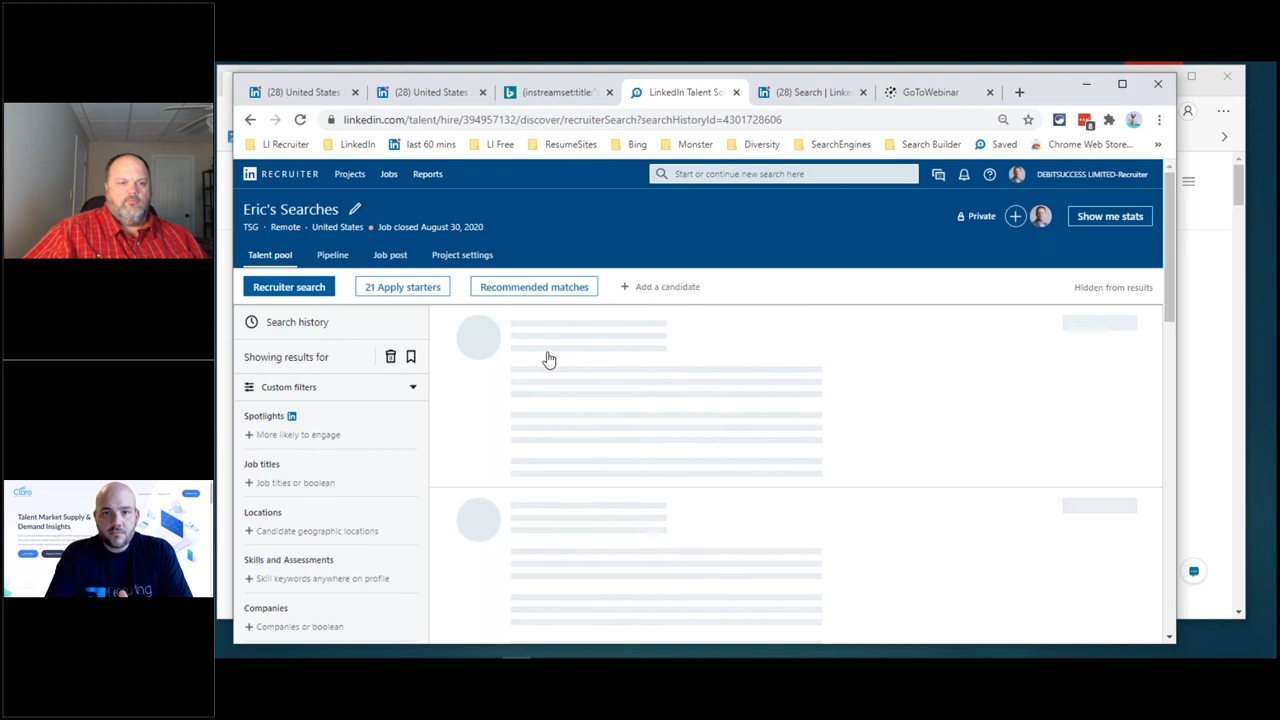 (28) United States
(28) United States
(instreamset:title:"
LinkedIn Talent So
(28) Search | Linke
GoToWebinar
linkedin.com/talent/hire/394957132/discover/recruiterSearch?searchHistoryId=4301728606
8
LI Recruiter
LinkedIn
last 60 mins
LI Free
ResumeSites
Bing
Monster
Diversity
SearchEngines
Search Builder
Saved
Chrome Web Store...
in RECRUITER
Projects
Jobs
Reports
Start or continue new search here
DEBITSUCCESS LIMITED-Recruiter
Eric's Searches
TSG · Remote · United States • Job closed August 30, 2020
Private
Show me stats
Talent pool
Pipeline
Job post
Project settings
Recruiter search
21 Apply starters
Recommended matches
+ Add a candidate
Hidden from results
Search history
Showing results for
Custom filters
Spotlights in
+ More likely to engage
Job titles
+ Job titles or boolean
Locations
+ Candidate geographic locations
Skills and Assessments
+ Skill keywords anywhere on profile
Companies
+ Companies or boolean
Claro
Talent Market Supply &
Demand Insights